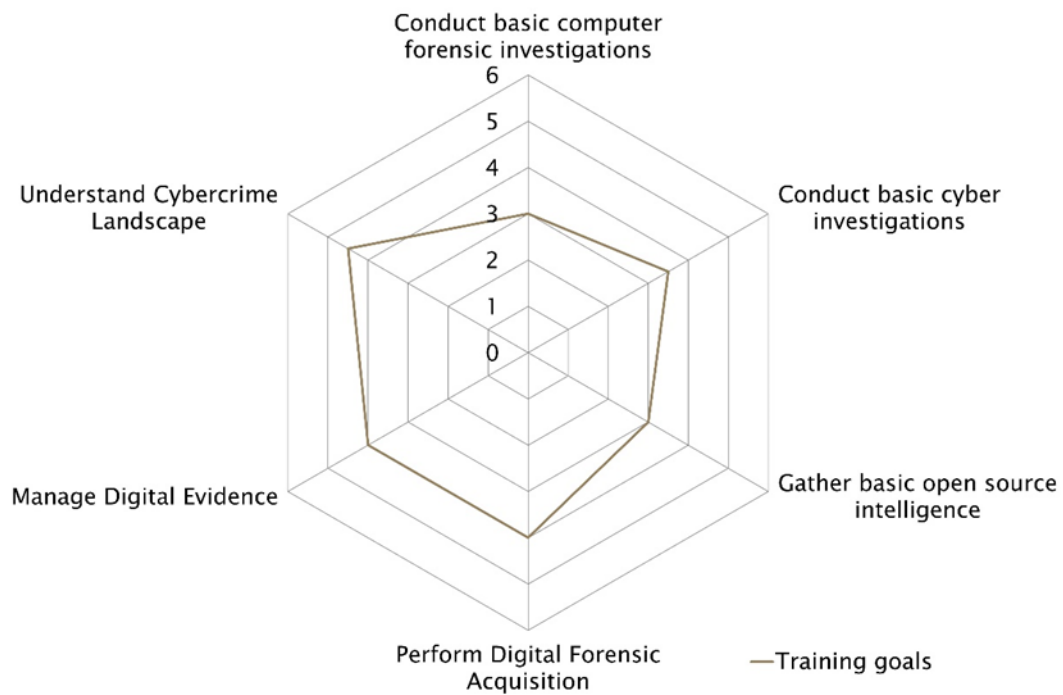 Conduct basic computer
forensic investigations
6
5
4
3
2
1
0
Understand Cybercrime
Landscape
Conduct basic cyber
investigations
Manage Digital Evidence
Gather basic open source
intelligence
Perform Digital Forensic
Acquisition
Training goals